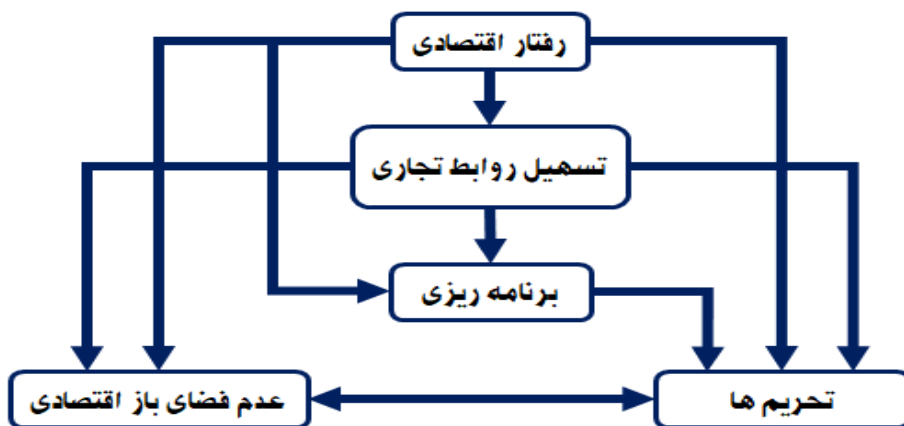 رفتار اقتصادی
تسهیل روابط تجاری
برنامه ریزی
تحریم ها
عدم فضای باز اقتصادی